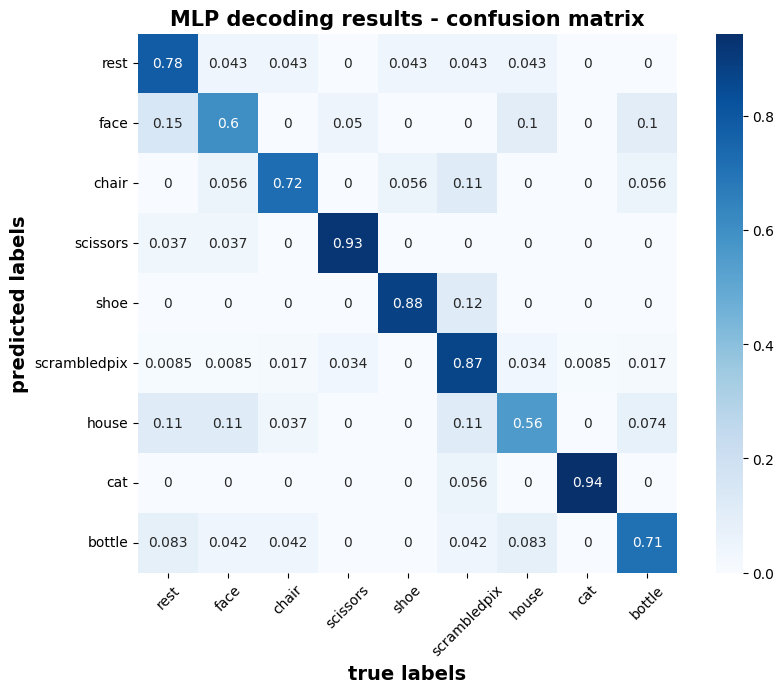 MLP decoding results - confusion matrix
predicted labels
rest 0.78 0.043 0.043 0 0.043 0.043 0.043 0 0
face 0.15 0.6 0 0.05 0 0 0.1 0 0.1
chair 0 0.056 0.72 0 0.056 0.11 0 0 0.056
scissors 0.037 0.037 0 0.93 0 0 0 0 0
shoe 0 0 0 0 0.88 0.12 0 0 0
scrambledpix 0.0085 0.0085 0.017 0.034 0 0.87 0.034 0.0085 0.017
house 0.11 0.11 0.037 0 0 0.11 0.56 0 0.074
cat 0 0 0 0 0 0.056 0 0.94 0
bottle 0.083 0.042 0.042 0 0 0.042 0.083 0 0.71
rest face chair scissors shoe scrambledpix house cat bottle
true labels
0.8
0.6
0.4
0.2
0.0